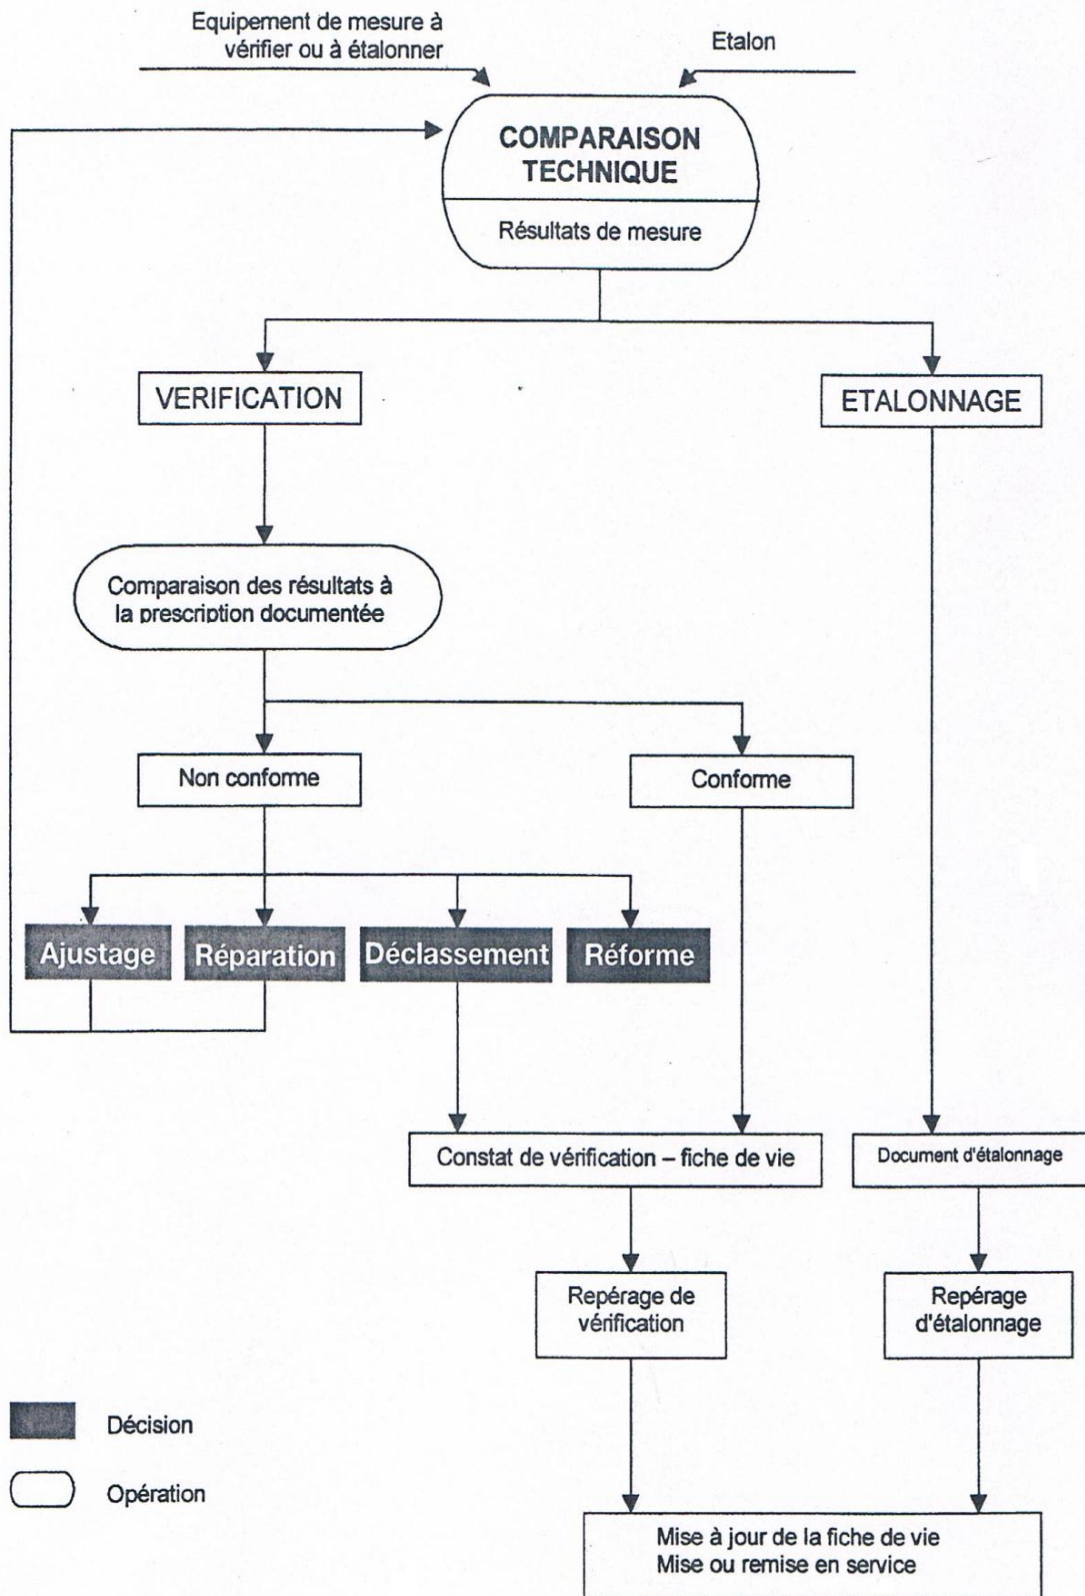 Equipement de mesure à
vérifier ou à étalonner
Etalon
COMPARAISON
TECHNIQUE
Résultats de mesure
VERIFICATION
ETALONNAGE
Comparaison des résultats à
la prescription documentée
Non conforme
Conforme
Ajustage
Réparation
Déclassement
Réforme
Constat de vérification – fiche de vie
Document d'étalonnage
Repérage de
vérification
Repérage
d'étalonnage
Décision
Opération
Mise à jour de la fiche de vie
Mise ou remise en service